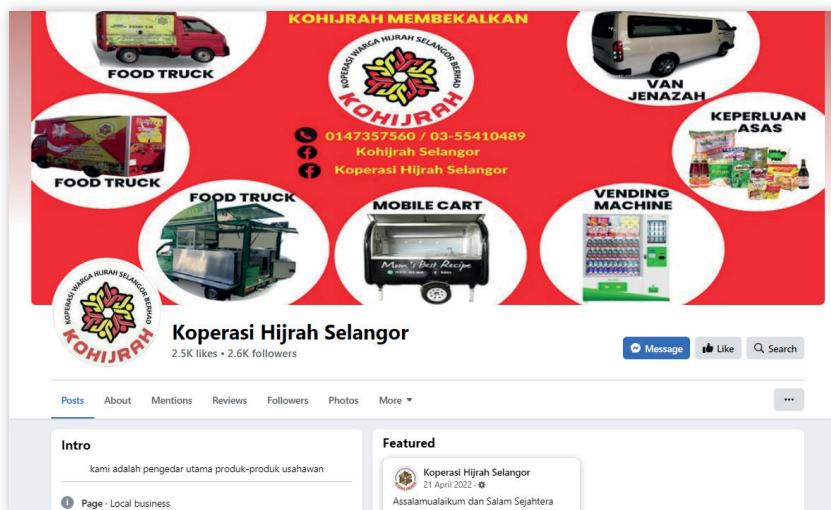 KOHIJRAH MEMBEKALKAN
FOOD TRUCK
KOPERASI WARGA HIJRAH SELANGOR BERHAD
KOHIJRAH
VAN
JENAZAH
0147357560 / 03-55410489
Kohijrah Selangor
Koperasi Hijrah Selangor
KEPERLUAN
ASAS
FOOD TRUCK
FOOD TRUCK
MOBILE CART
VENDING
MACHINE
Mom's Best Recipe
KOPERASI WARGA HIJRAH SELANGOR BERHAD
KOHIJRAH
Koperasi Hijrah Selangor
2.5K likes • 2.6K followers
Message
Like
Search
Posts About Mentions Reviews Followers Photos More
Intro
kami adalah pengedar utama produk-produk usahawan
Page · Local business
Featured
Koperasi Hijrah Selangor
21 April 2022 ·
Assalamualaikum dan Salam Sejahtera